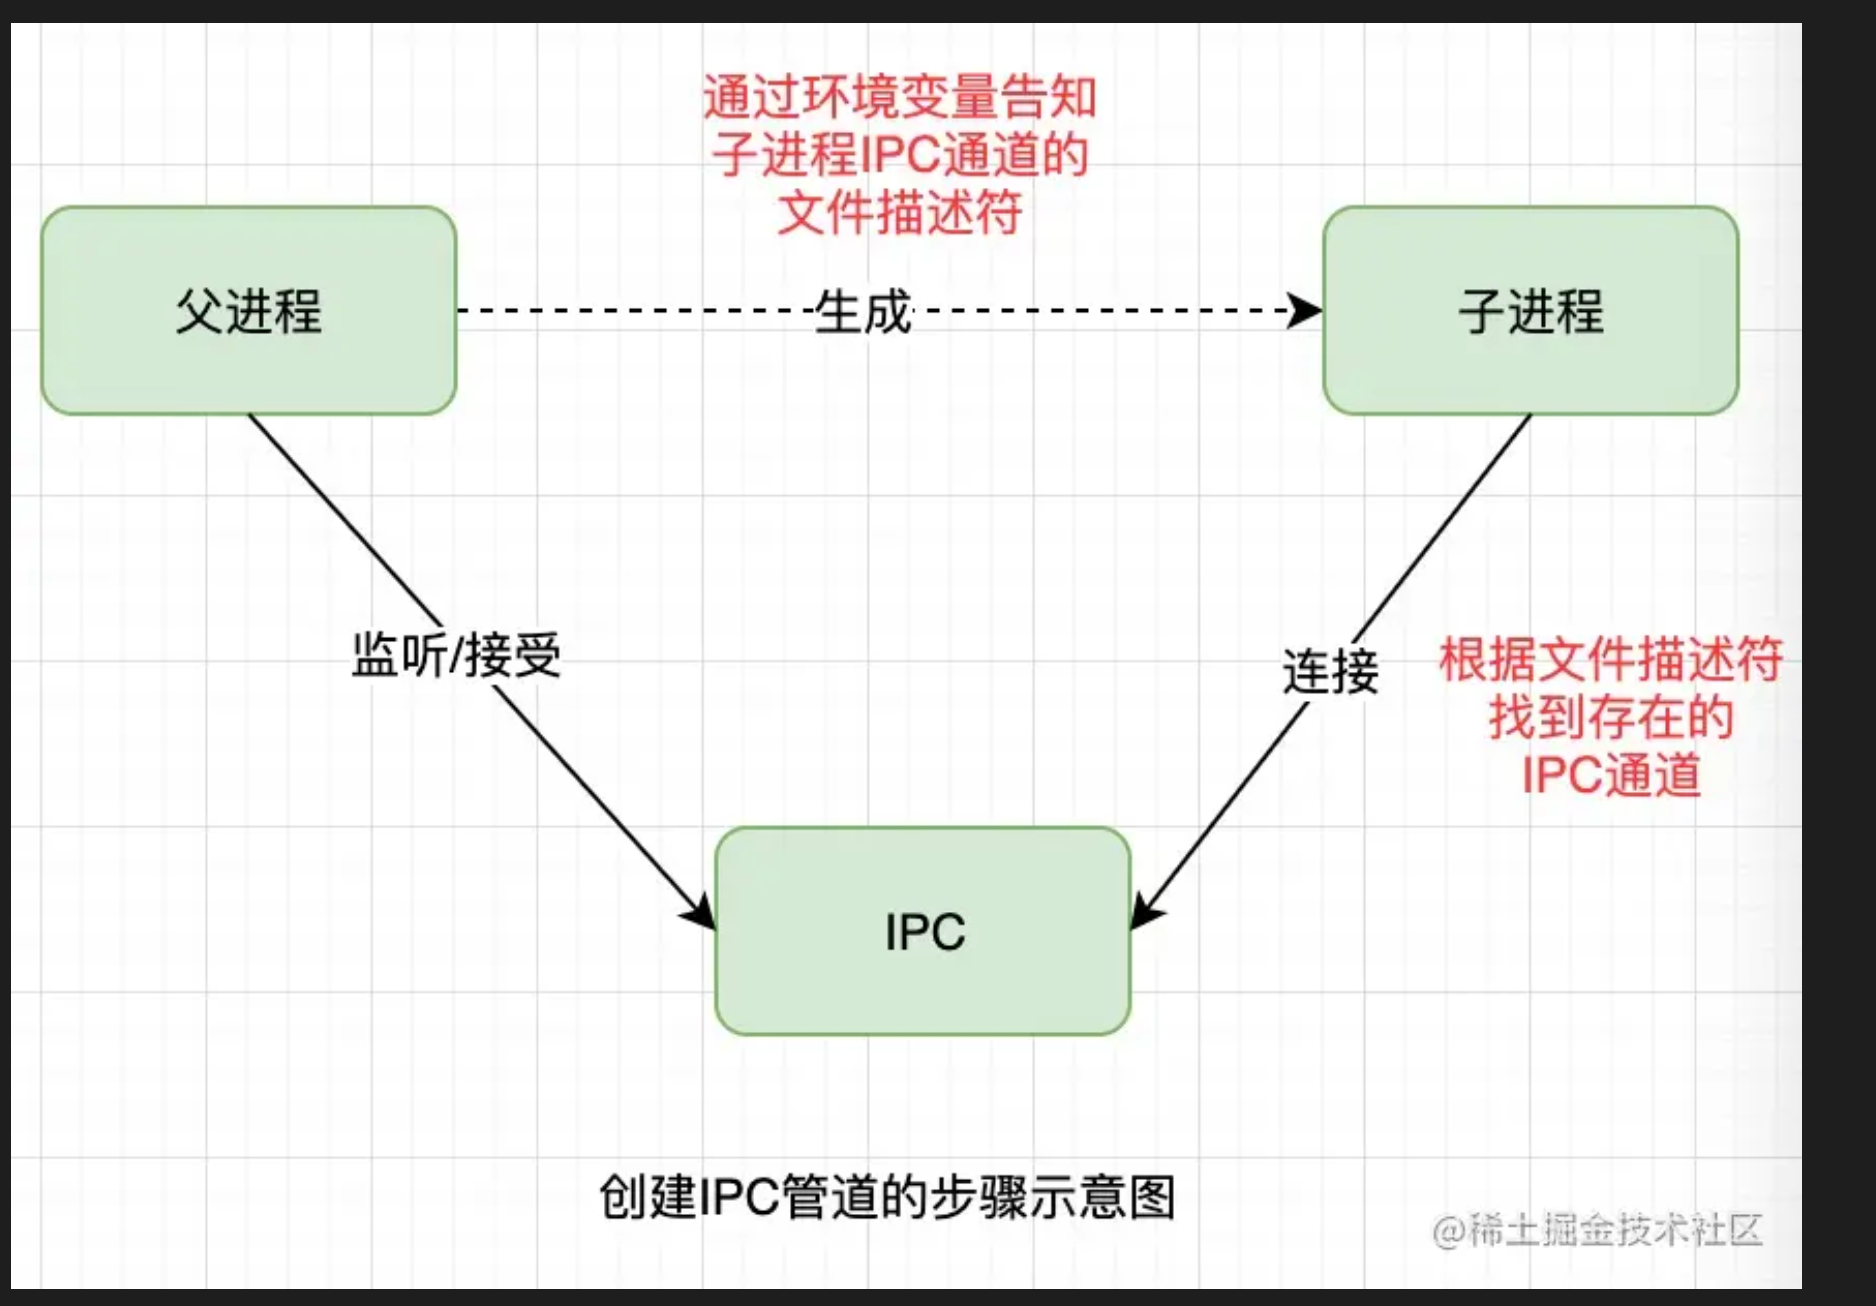 通过环境变量告知
子进程IPC通道的
文件描述符
父进程
生成
子进程
监听/接受
连接
根据文件描述符
找到存在的
IPC通道
IPC
创建IPC管道的步骤示意图
@稀土掘金技术社区